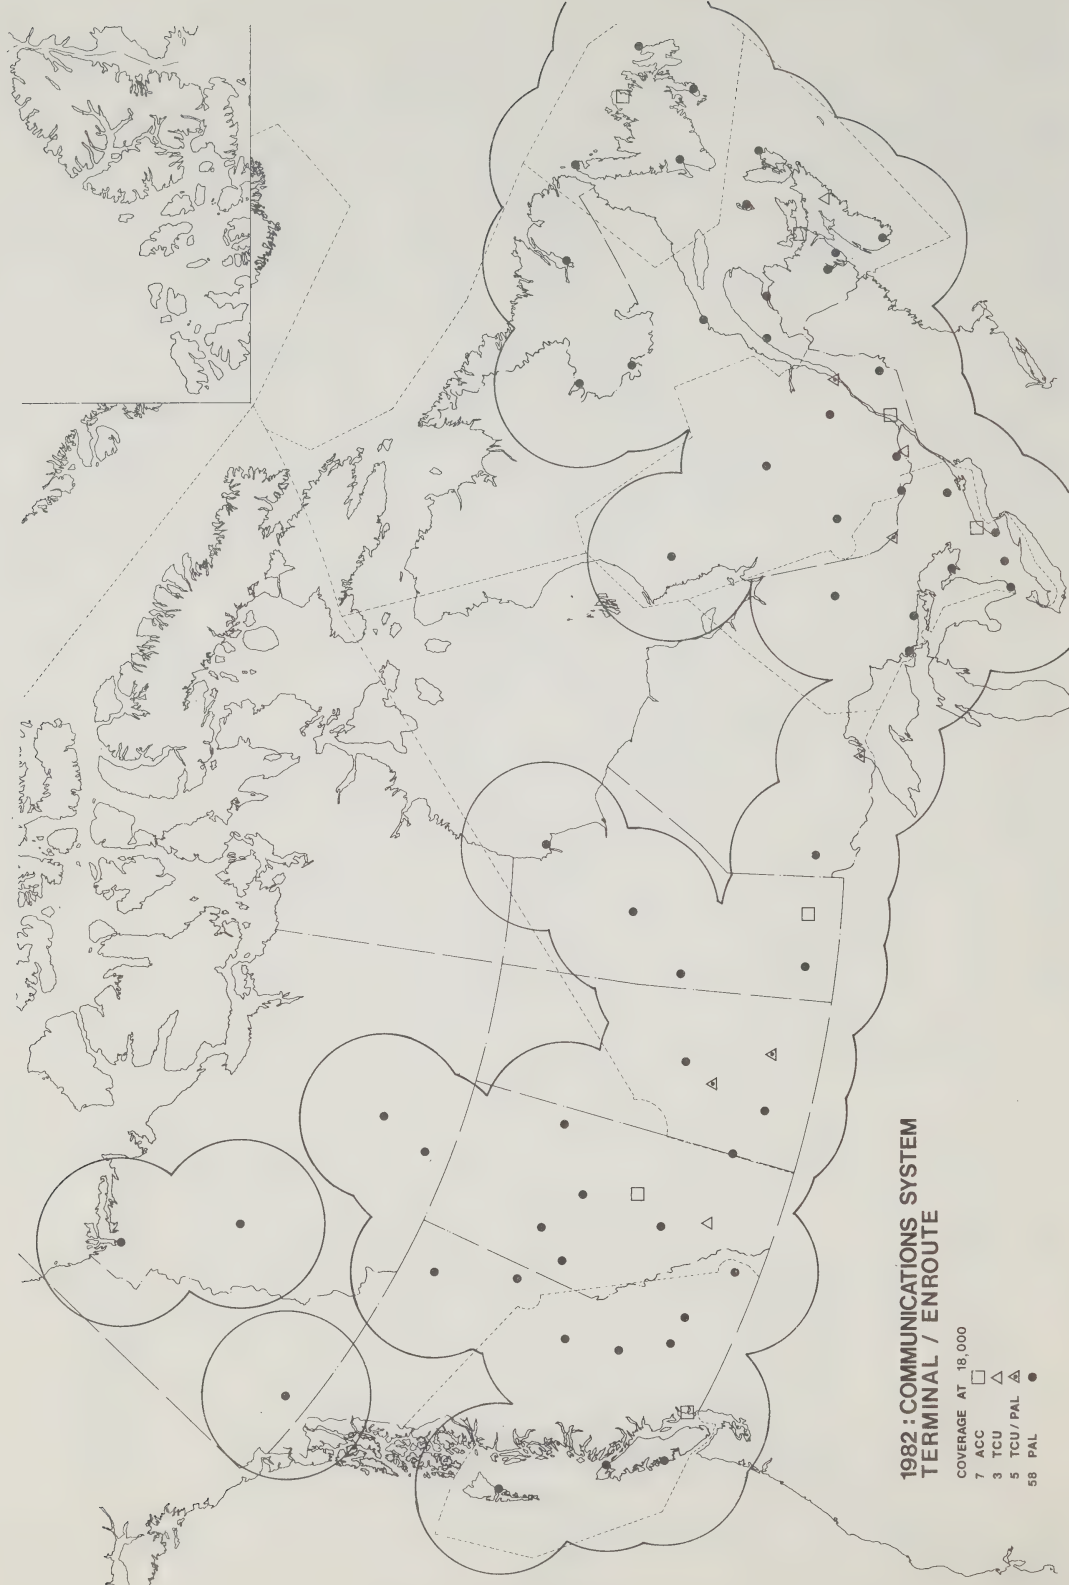 1982: COMMUNICATIONS SYSTEM
TERMINAL / ENROUTE
COVERAGE AT 18,000
7 ACC
3 TCU
5 TCU / PAL
58 PAL